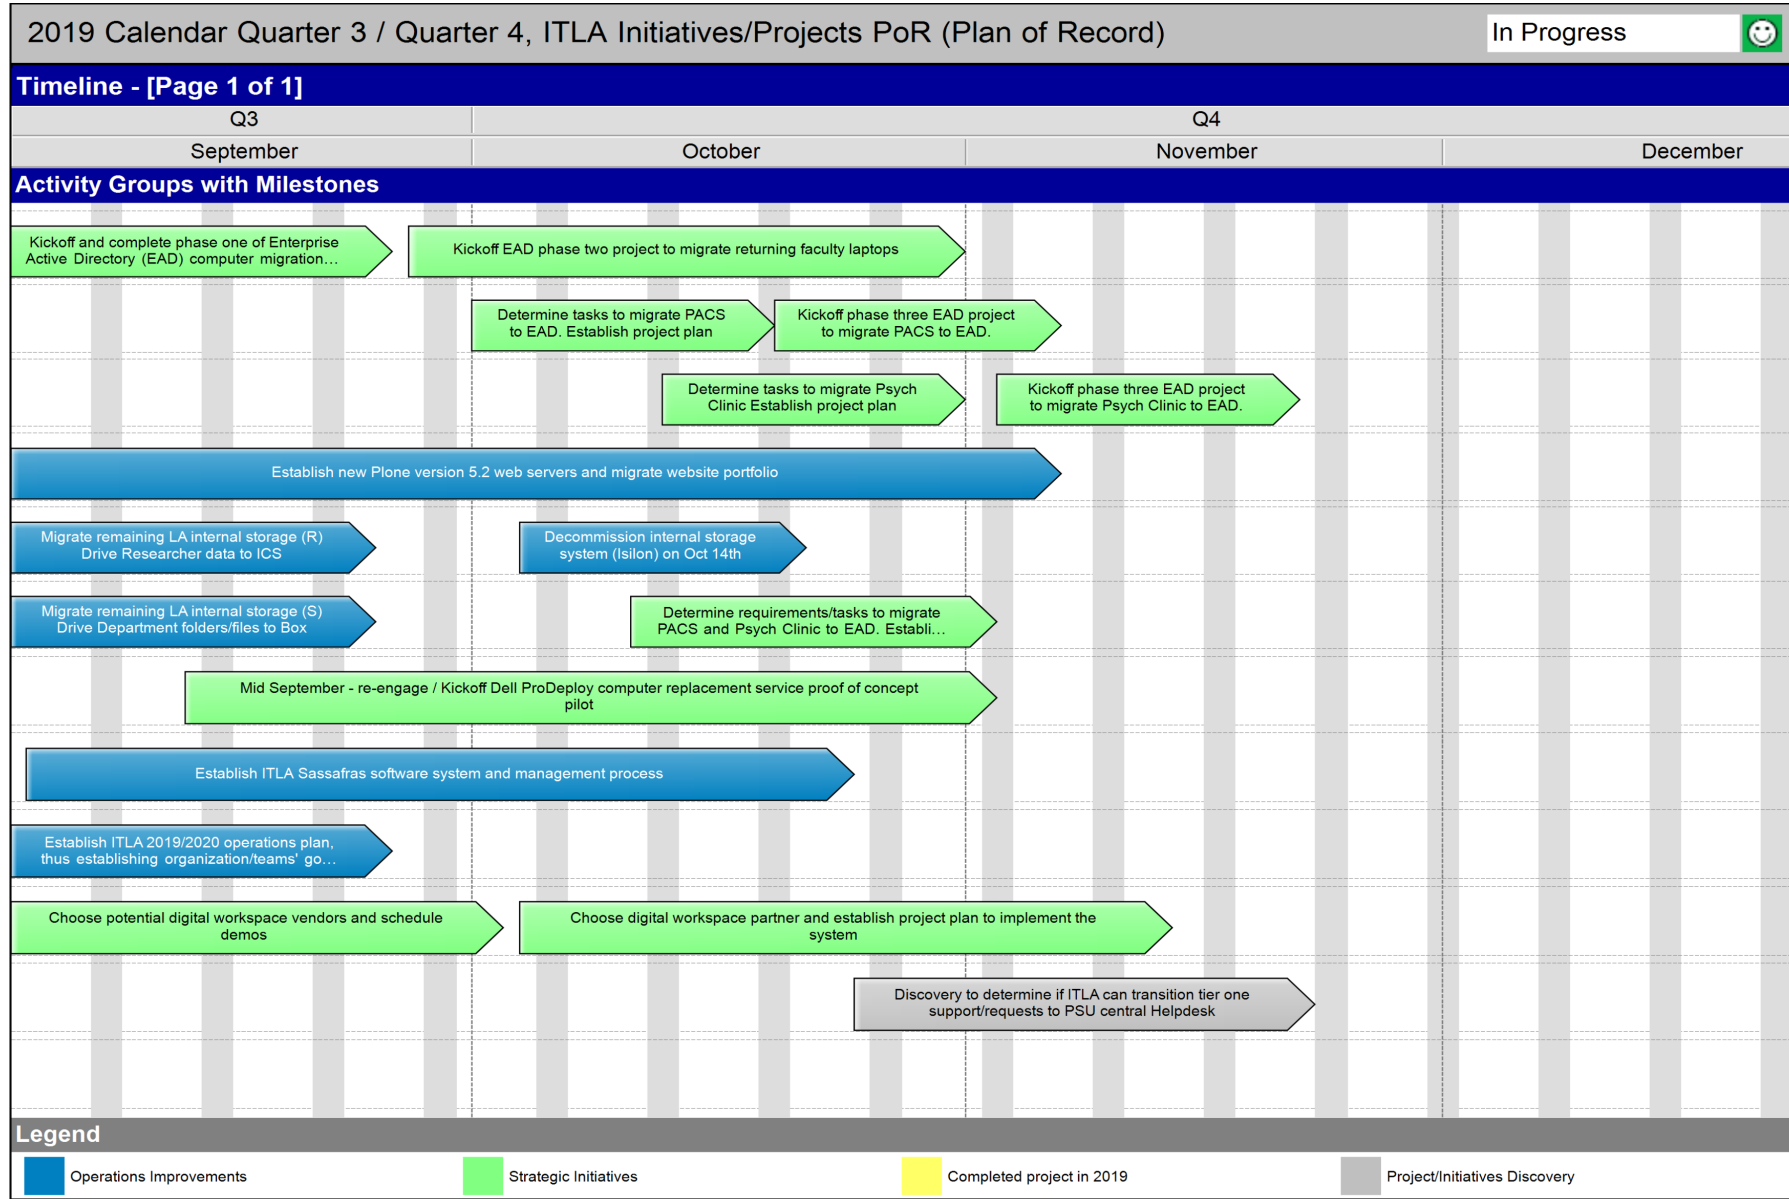 2019 Calendar Quarter 3 / Quarter 4, ITLA Initiatives/Projects PoR (Plan of Record)
In Progress
Timeline - [Page 1 of 1]
Q3
Q4
September
October
November
December
Activity Groups with Milestones
Kickoff and complete phase one of Enterprise
Active Directory (EAD) computer migration...
Kickoff EAD phase two project to migrate returning faculty laptops
Determine tasks to migrate PACS
to EAD. Establish project plan
Kickoff phase three EAD project
to migrate PACS to EAD.
Determine tasks to migrate Psych
Clinic Establish project plan
Kickoff phase three EAD project
to migrate Psych Clinic to EAD.
Establish new Plone version 5.2 web servers and migrate website portfolio
Migrate remaining LA internal storage (R)
Drive Researcher data to ICS
Decommission internal storage
system (Isilon) on Oct 14th
Migrate remaining LA internal storage (S)
Drive Department folders/files to Box
Determine requirements/tasks to migrate
PACS and Psych Clinic to EAD. Establi...
Mid September - re-engage / Kickoff Dell ProDeploy computer replacement service proof of concept
pilot
Establish ITLA Sassafras software system and management process
Establish ITLA 2019/2020 operations plan,
thus establishing organization/teams' go...
Choose potential digital workspace vendors and schedule
demos
Choose digital workspace partner and establish project plan to implement the
system
Discovery to determine if ITLA can transition tier one
support/requests to PSU central Helpdesk
Legend
Operations Improvements
Strategic Initiatives
Completed project in 2019
Project/Initiatives Discovery